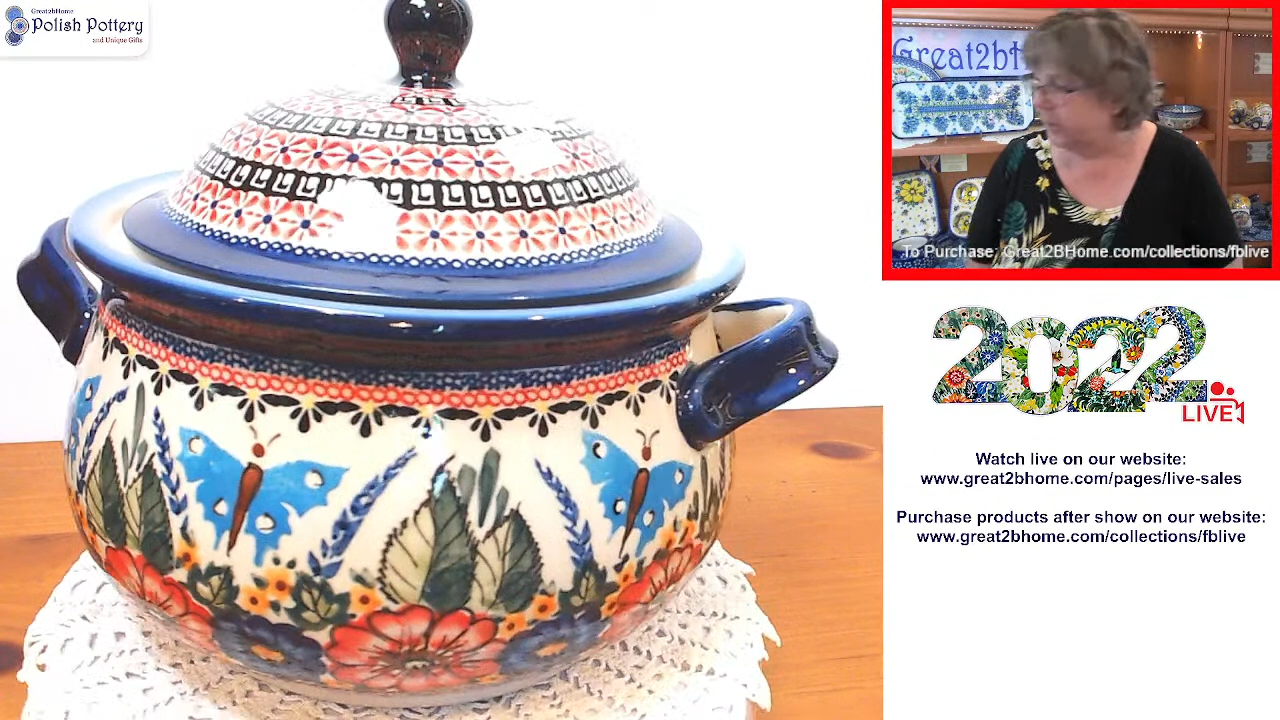 Great2bHome
Polish Pottery
and Unique Gifts
Great2bH
To Purchase: Great2BHome.com/collections/fblive
2022
LIVE
Watch live on our website:
www.great2bhome.com/pages/live-sales
Purchase products after show on our website:
www.great2bhome.com/collections/fblive